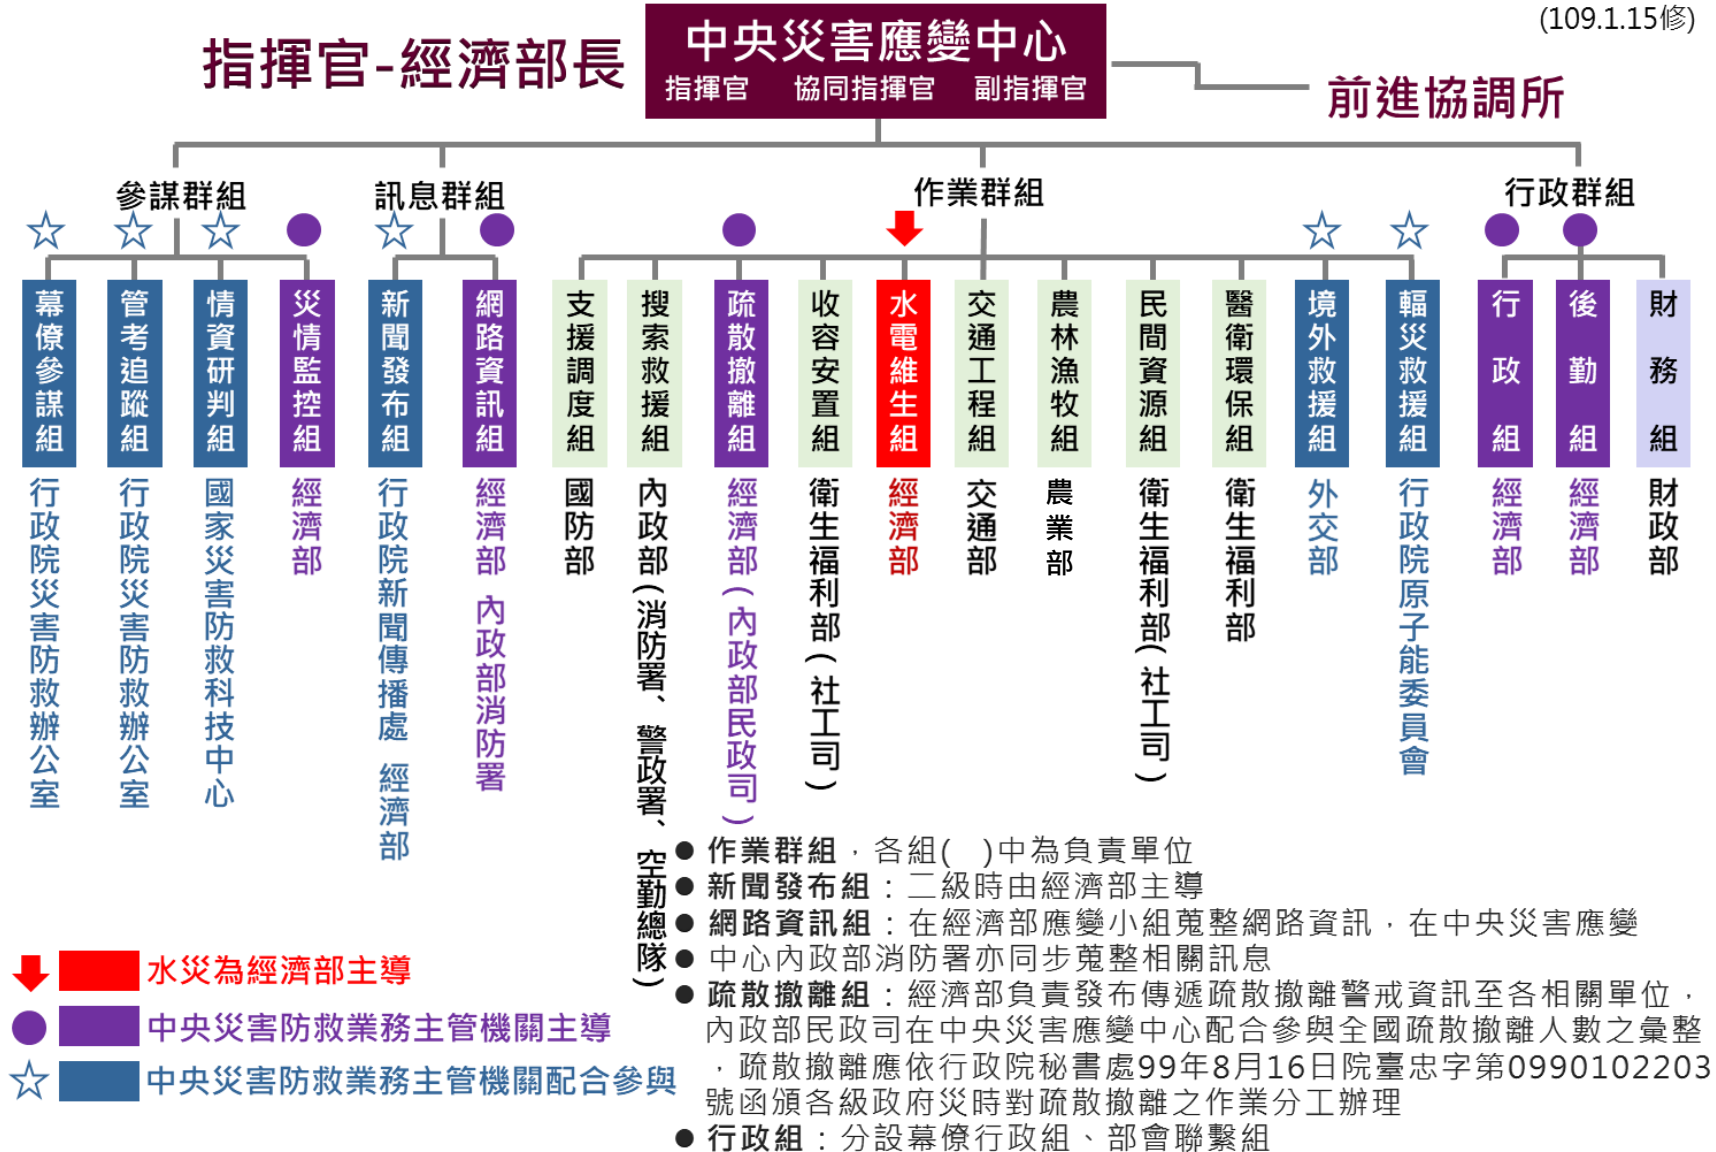 (109.1.15修)
指揮官-經濟部長
中央災害應變中心
指揮官 協同指揮官 副指揮官
前進協調所
參謀群組
訊息群組
作業群組
行政群組
幕僚參謀組
管考追蹤組
情資研判組
災情監控組
新聞發布組
網路資訊組
支援調度組
搜索救援組
疏散撤離組
收容安置組
水電維生組
交通工程組
農林漁牧組
民間資源組
醫衛環保組
境外救援組
輻災救援組
行政組
後勤組
財務組
行政院災害防救辦公室
行政院災害防救辦公室
國家災害防救科技中心
經濟部
行政院新聞傳播處 經濟部
經濟部 內政部消防署
國防部
內政部(消防署、警政署、空勤總隊)
經濟部(內政部民政司)
衛生福利部(社工司)
經濟部
交通部
農業部
衛生福利部(社工司)
衛生福利部
外交部
行政院原子能委員會
經濟部
經濟部
財政部
● 作業群組，各組( )中為負責單位
● 新聞發布組：二級時由經濟部主導
● 網路資訊組：在經濟部應變小組蒐整網路資訊，在中央災害應變
● 中心內政部消防署亦同步蒐整相關訊息
● 疏散撤離組：經濟部負責發布傳遞疏散撤離警戒資訊至各相關單位，
內政部民政司在中央災害應變中心配合參與全國疏散撤離人數之彙整
，疏散撤離應依行政院秘書處99年8月16日院臺忠字第0990102203
號函頒各級政府災時對疏散撤離之作業分工辦理
● 行政組：分設幕僚行政組、部會聯繫組
水災為經濟部主導
中央災害防救業務主管機關主導
中央災害防救業務主管機關配合參與